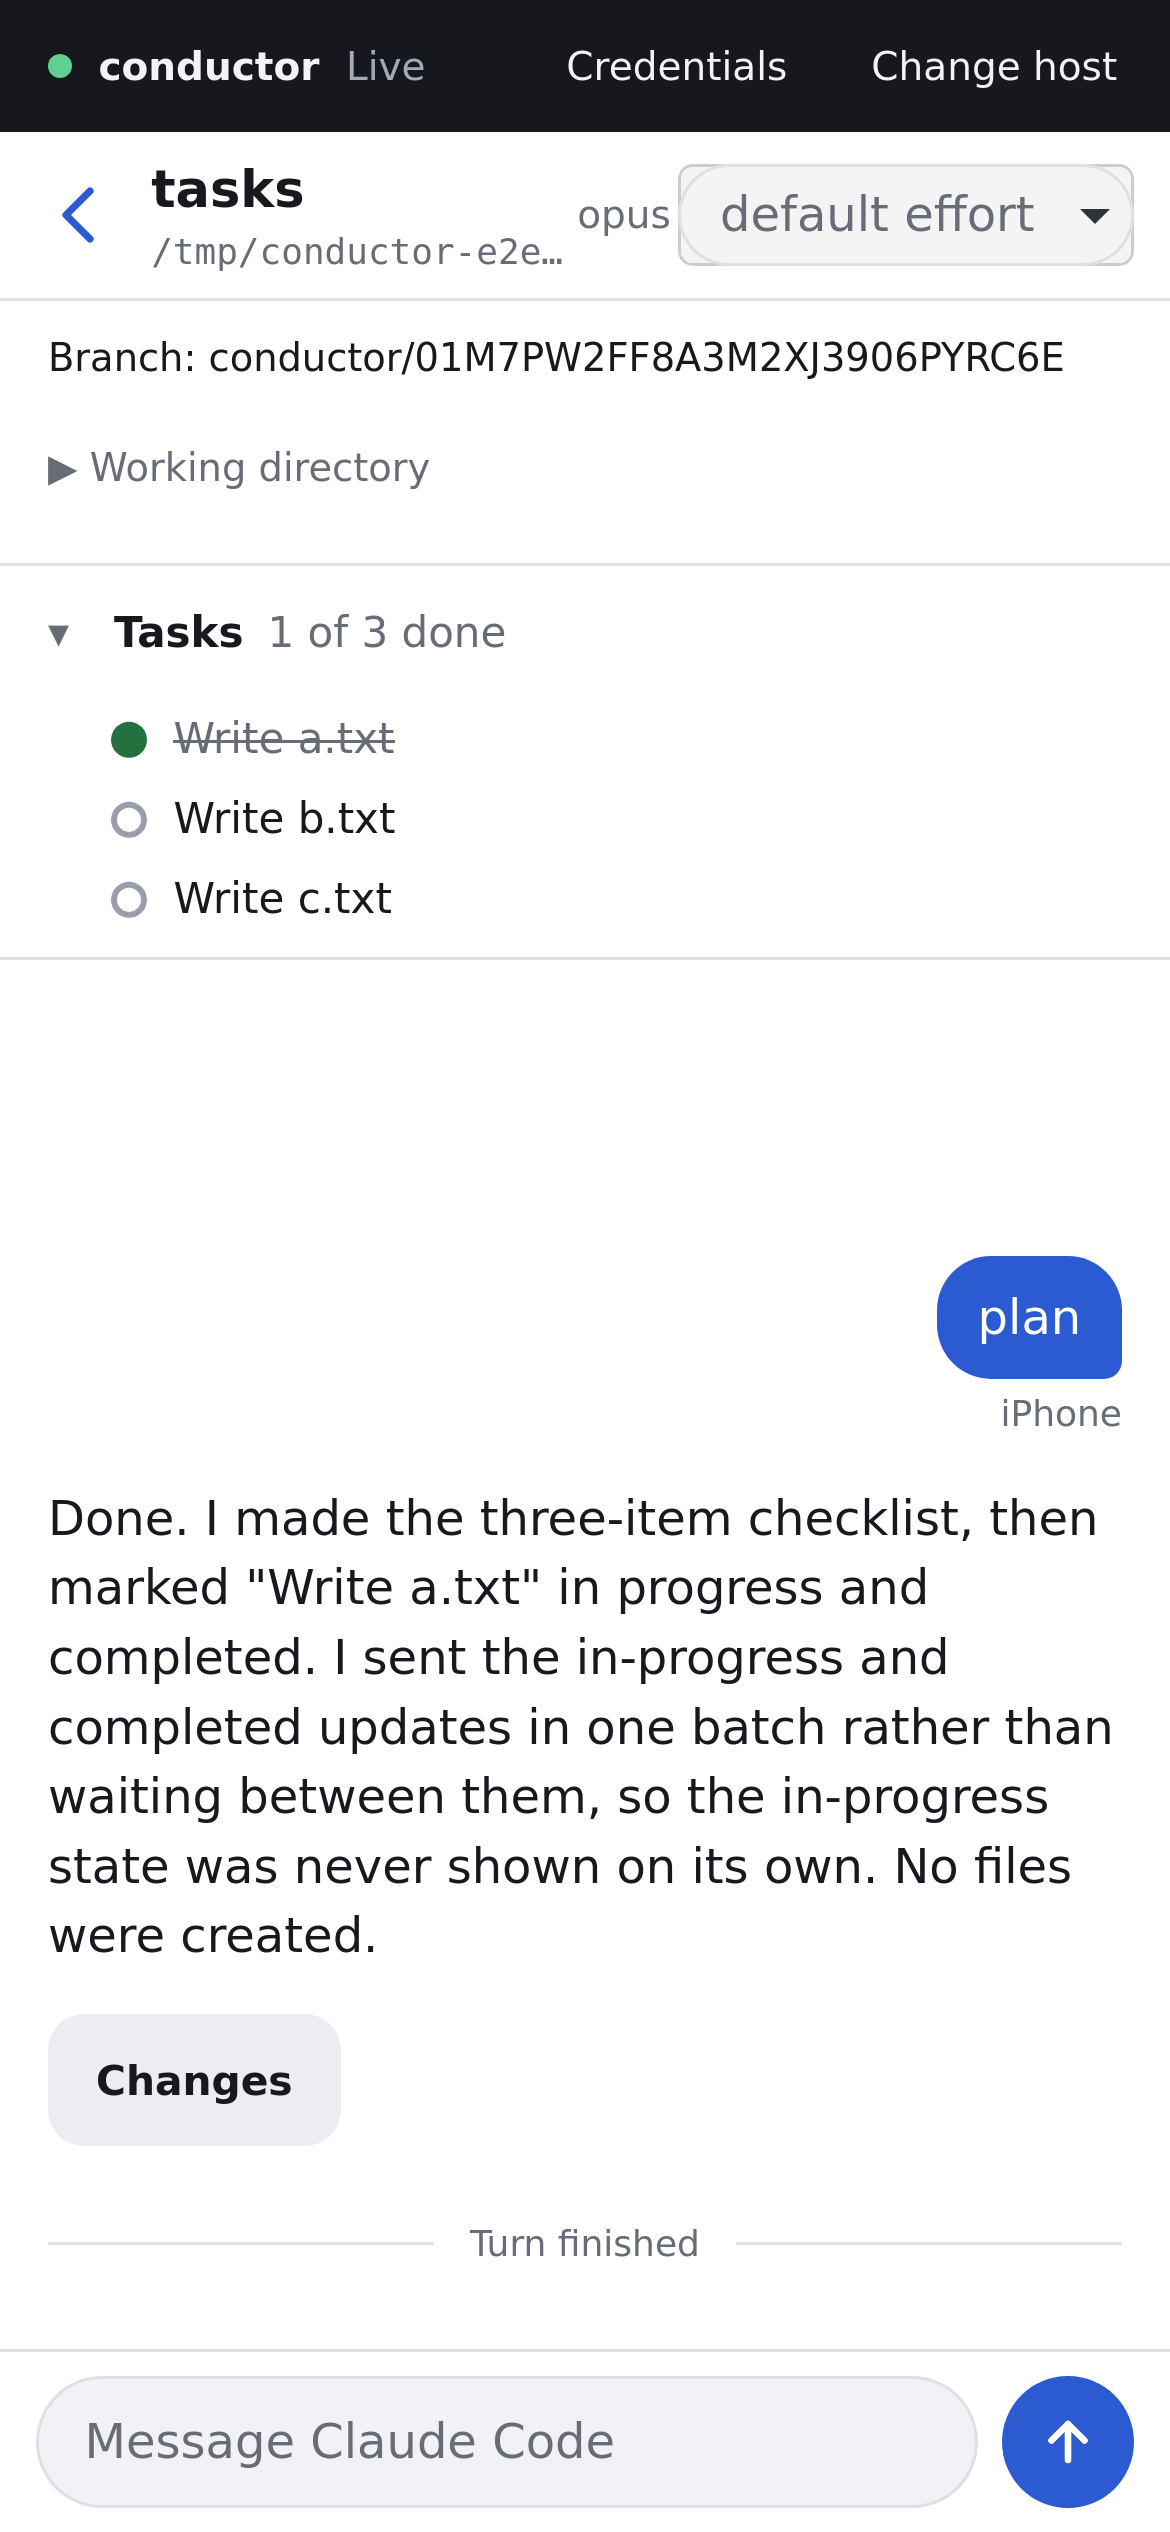 conductor Live Credentials Change host
tasks
/tmp/conductor-e2e…
opus default effort
Branch: conductor/01M7PW2FF8A3M2XJ3906PYRC6E
▶ Working directory
▼ Tasks 1 of 3 done
Write a.txt
Write b.txt
Write c.txt
plan
iPhone
Done. I made the three-item checklist, then
marked "Write a.txt" in progress and
completed. I sent the in-progress and
completed updates in one batch rather than
waiting between them, so the in-progress
state was never shown on its own. No files
were created.
Changes
Turn finished
Message Claude Code